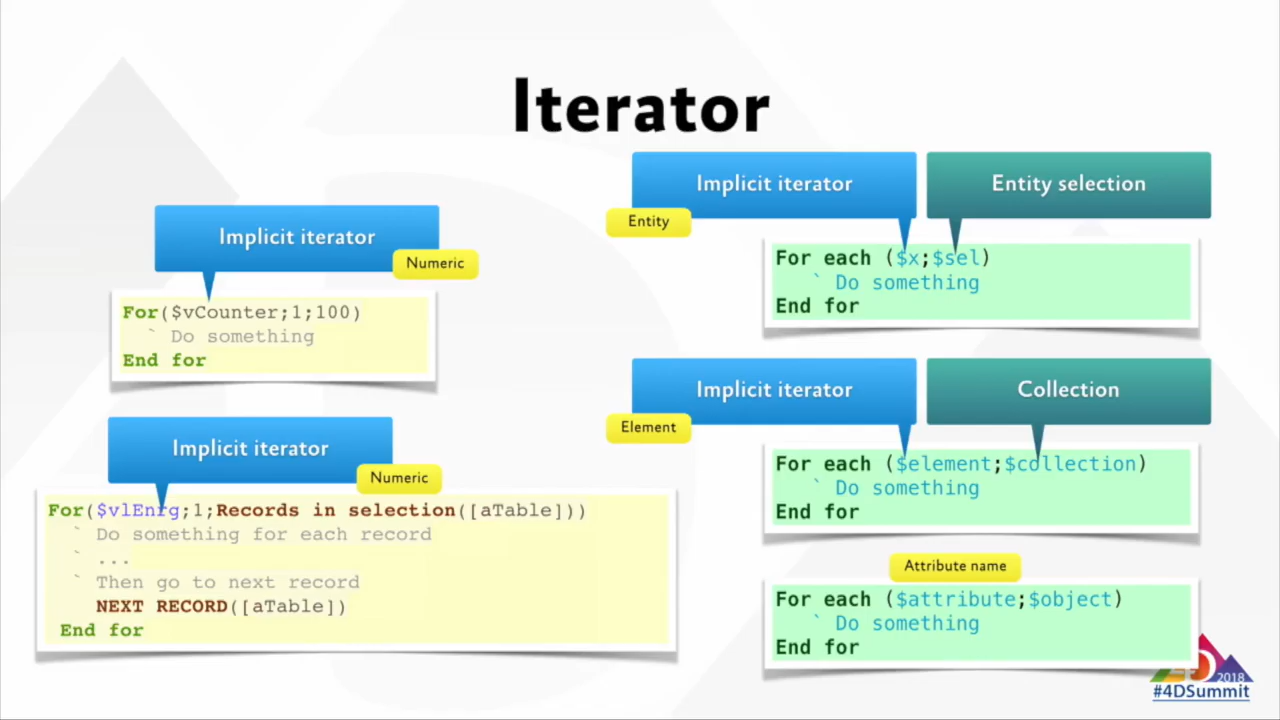 Iterator
Implicit iterator
Numeric
For($vCounter;1;100)
` Do something
End for
Implicit iterator
Numeric
For($vlEnrg;1;Records in selection([aTable]))
` Do something for each record
` ...
` Then go to next record
NEXT RECORD([aTable])
End for
Implicit iterator
Entity selection
Entity
For each ($x;$sel)
` Do something
End for
Implicit iterator
Collection
Element
For each ($element;$collection)
` Do something
End for
Attribute name
For each ($attribute;$object)
` Do something
End for
4D
2018
#4DSummit